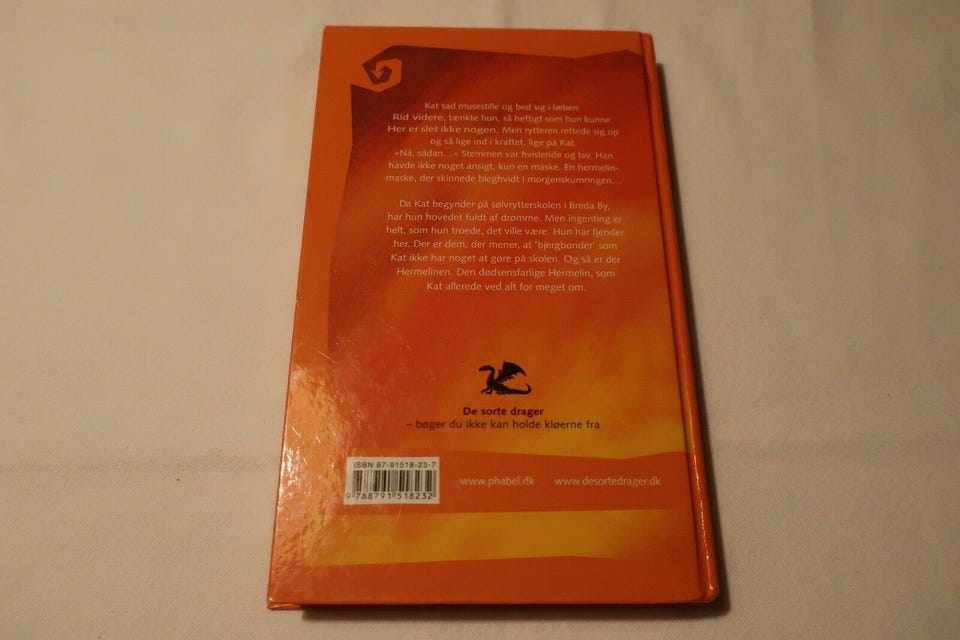 Kat sad musestille og bed sig i læben.
Rid videre, tænkte hun, så heftigt som hun kunne.
Her er slet ikke nogen. Men rytteren rettede sig op
og så lige ind i krattet, lige på Kat.
»Nå, sådan...« Stemmen var hvislende og lav. Han
havde ikke noget ansigt, kun en maske. En hermelin-
maske, der skinnede bleghvidt i morgenskumringen...
Da Kat begynder på sølvrytterskolen i Breda By,
har hun hovedet fuldt af drømme. Men ingenting er
helt, som hun troede, det ville være. Hun har fjender
her. Der er dem, der mener, at 'bjergbønder' som
Kat ikke har noget at gøre på skolen. Og så er der
Hermelinen. Den dødsensfarlige Hermelin, som
Kat allerede ved alt for meget om.
De sorte drager
– bøger du ikke kan holde kløerne fra
ISBN 87-91518-23-7
9788791518232
www.phabel.dk www.desortedrager.dk